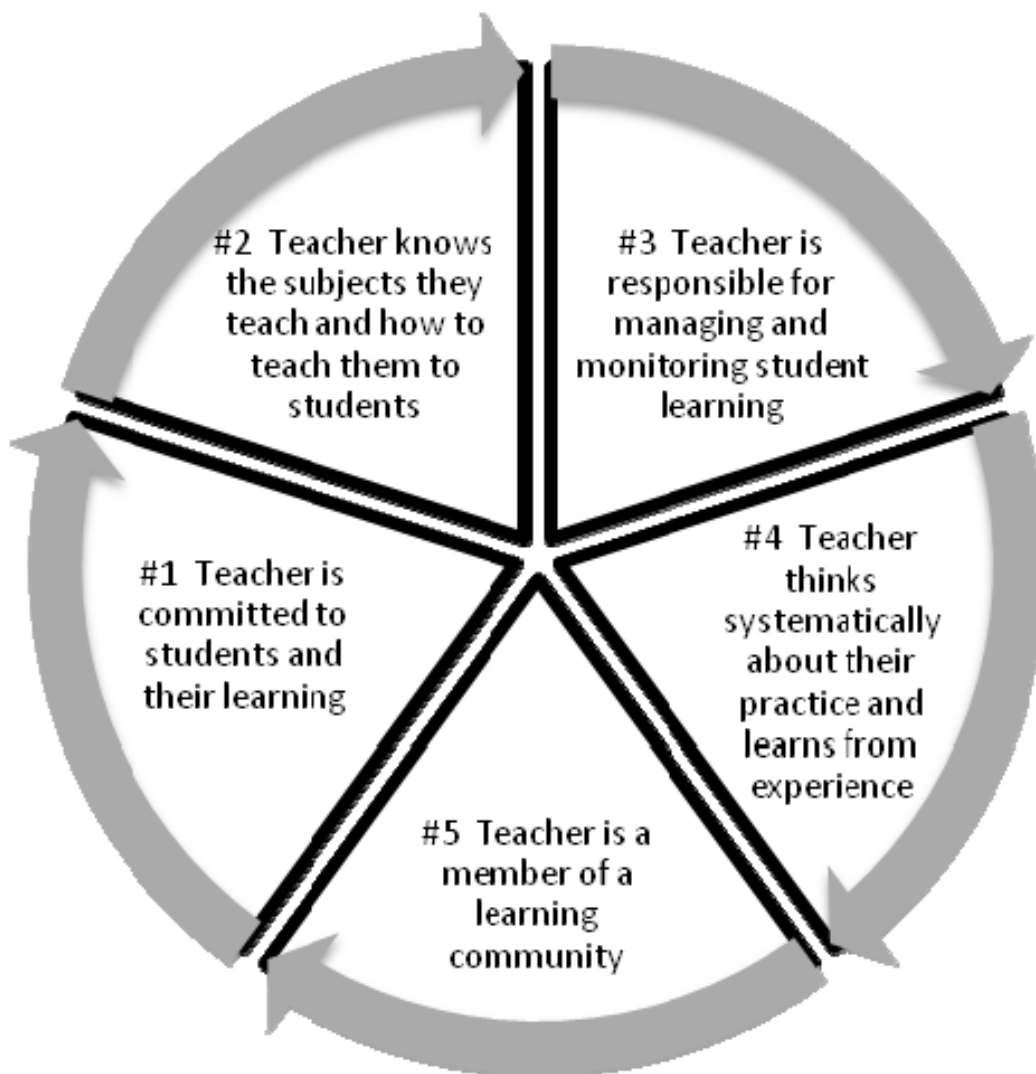 #2 Teacher knows
the subjects they
teach and how to
teach them to
students
#3 Teacher is
responsible for
managing and
monitoring student
learning
#1 Teacher is
committed to
students and
their learning
#4 Teacher
thinks
systematically
about their
practice and
learns from
experience
#5 Teacher is a
member of a
learning
community